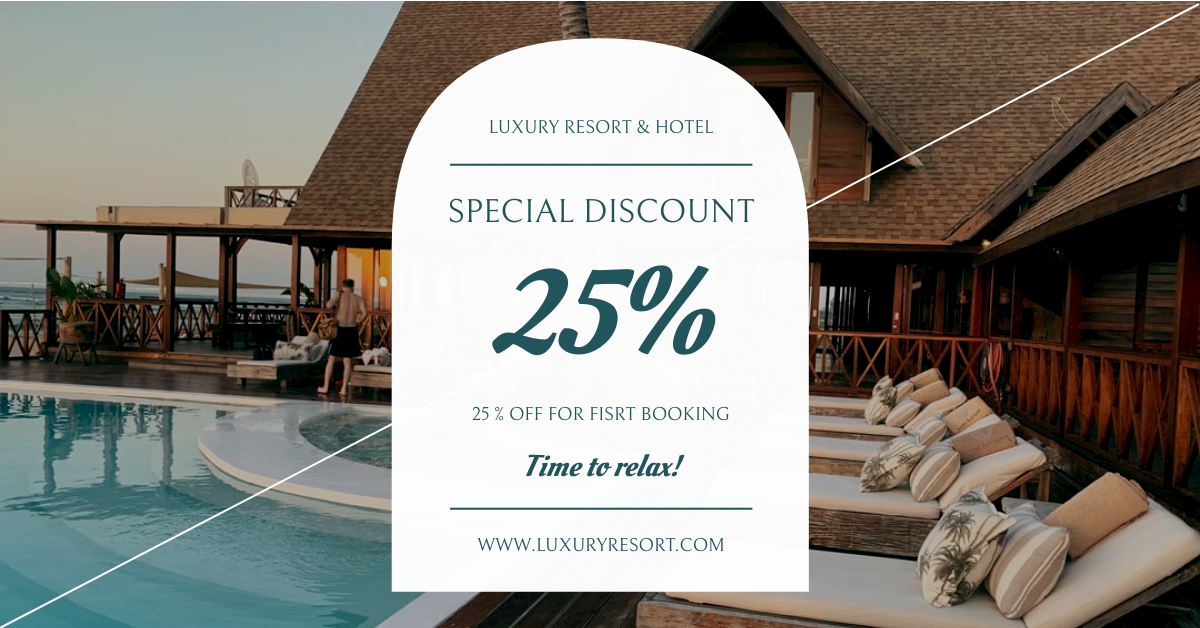 LUXURY RESORT & HOTEL
SPECIAL DISCOUNT
25%
25 % OFF FOR FISRT BOOKING
Time to relax!
WWW.LUXURYRESORT.COM